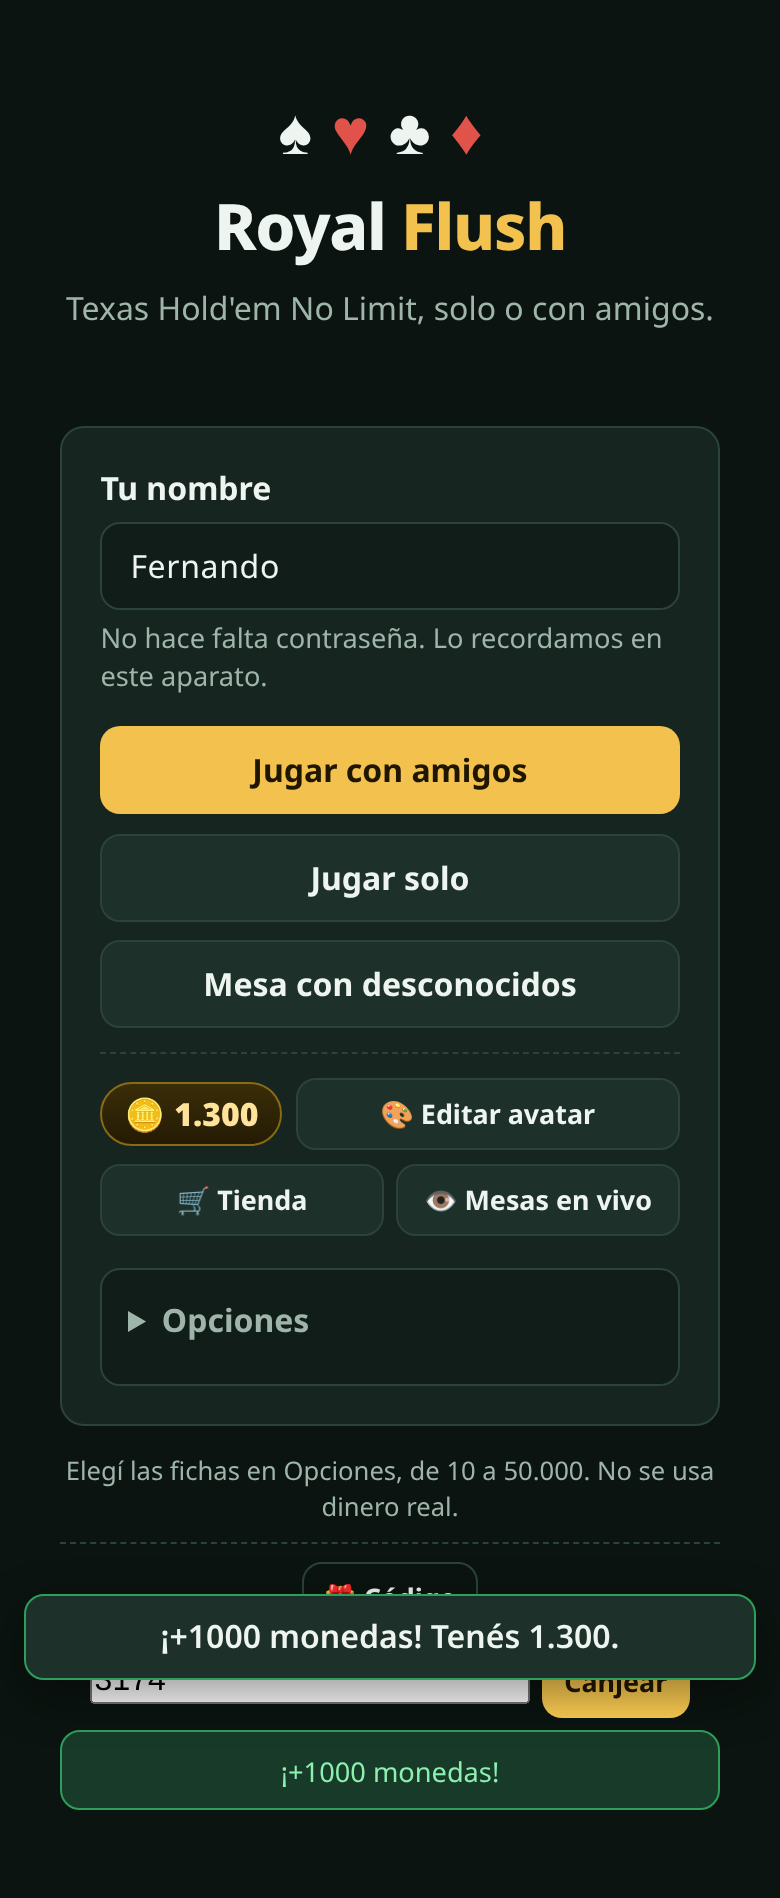 Royal Flush
Texas Hold'em No Limit, solo o con amigos.
Tu nombre
Fernando
No hace falta contraseña. Lo recordamos en
este aparato.
Jugar con amigos
Jugar solo
Mesa con desconocidos
1.300
Editar avatar
Tienda
Mesas en vivo
Opciones
Elegí las fichas en Opciones, de 10 a 50.000. No se usa
dinero real.
Código
¡+1000 monedas! Tenés 1.300.
Canjear
¡+1000 monedas!